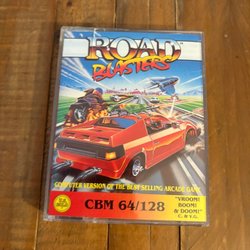 ROAD
BLASTERS
COMPUTER VERSION OF THE BEST SELLING ARCADE GAME
CBM 64/128
"VROOM!
BOOM!
& DOOM!"
C. & V.G.